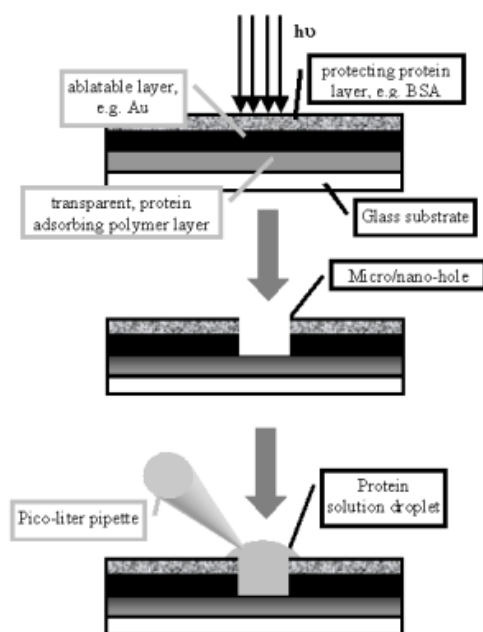 hυ
ablatable layer,
e.g. Au
protecting protein
layer, e.g. BSA
transparent, protein
adsorbing polymer layer
Glass substrate
Micro/nano-hole
Pico-liter pipette
Protein
solution droplet